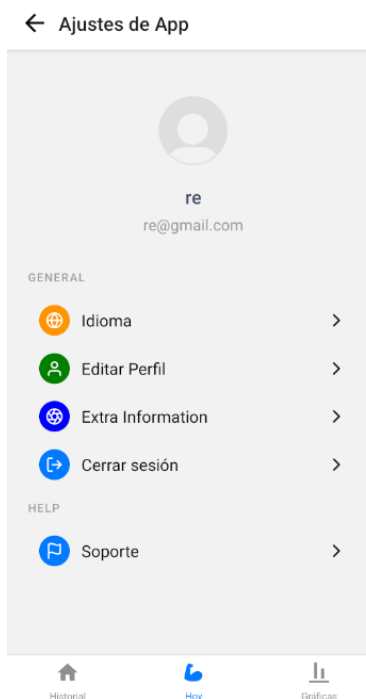 Ajustes de App
re
re@gmail.com
GENERAL
Idioma
Editar Perfil
Extra Information
Cerrar sesión
HELP
Soporte
Historial
Hoy
Gráficas